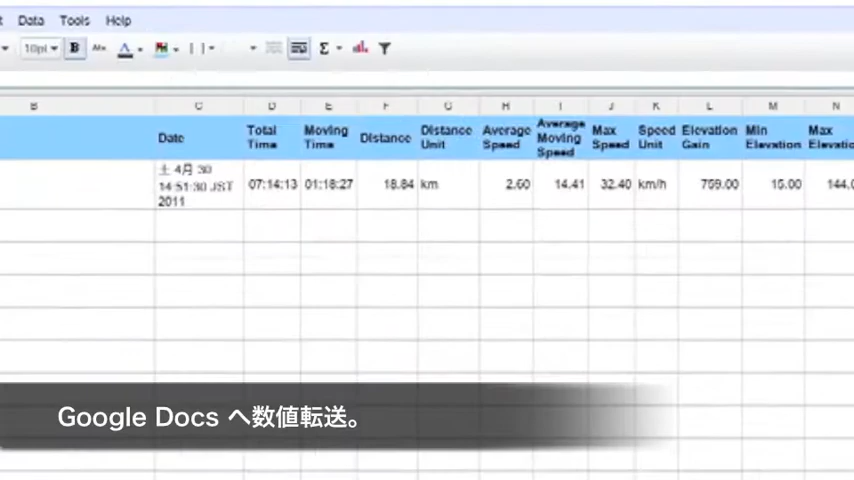 Data Tools Help
10pt B Abc A Σ
B C D E F G H I J K L M N
Date Total Time Moving Time Distance Distance Unit Average Speed Average Moving Speed Max Speed Speed Unit Elevation Gain Min Elevation Max
土 4月 30 14:51:30 JST 2011 07:14:13 01:18:27 18.84 km 2.60 14.41 32.40 km/h 759.00 15.00 144.0
Google Docs へ数値転送。